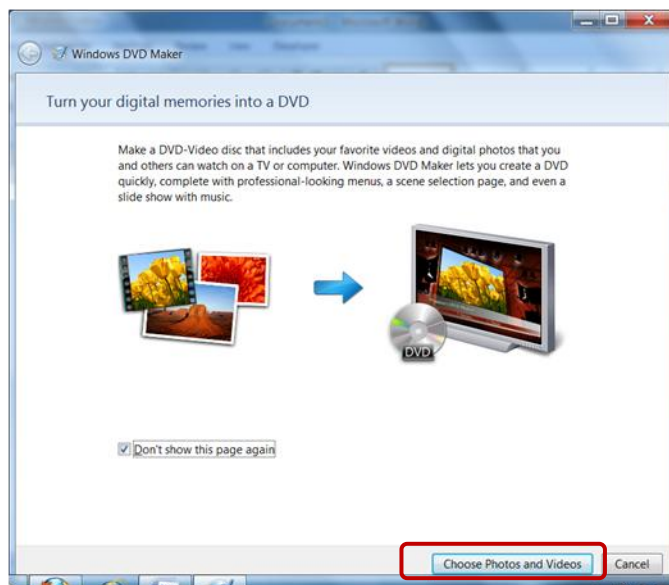 Windows DVD Maker
Turn your digital memories into a DVD
Make a DVD-Video disc that includes your favorite videos and digital photos that you
and others can watch on a TV or computer. Windows DVD Maker lets you create a DVD
quickly, complete with professional-looking menus, a scene selection page, and even a
slide show with music.
DVD
Don't show this page again
Choose Photos and Videos
Cancel